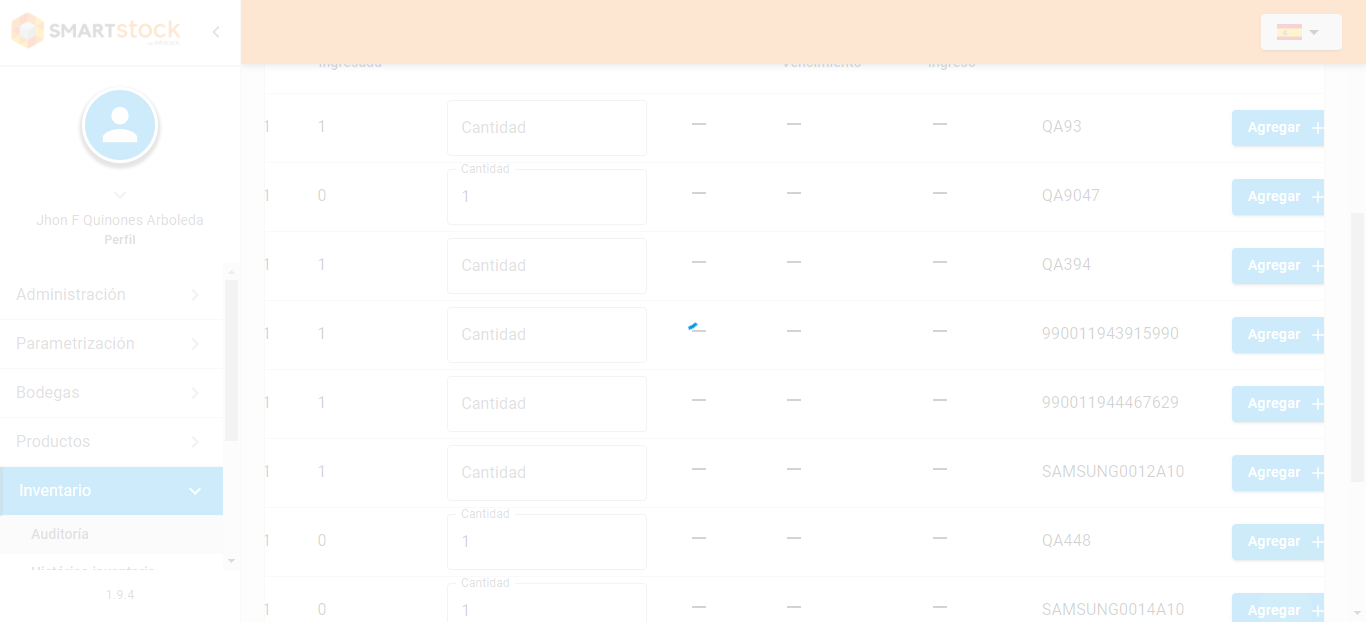 SMARTstock
Ingresada Vencimiento Ingreso
1 1 Cantidad — — — QA93 Agregar +
Cantidad
1 0 1 — — — QA9047 Agregar +
1 1 Cantidad — — — QA394 Agregar +
1 1 Cantidad — — — 990011943915990 Agregar +
1 1 Cantidad — — — 990011944467629 Agregar +
1 1 Cantidad — — — SAMSUNG0012A10 Agregar +
Cantidad
1 0 1 — — — QA448 Agregar +
Cantidad
1 0 1 — — — SAMSUNG0014A10 Agregar +
Jhon F Quinones Arboleda
Perfil
Administración
Parametrización
Bodegas
Productos
Inventario
Auditoría
Histórico inventario
1.9.4